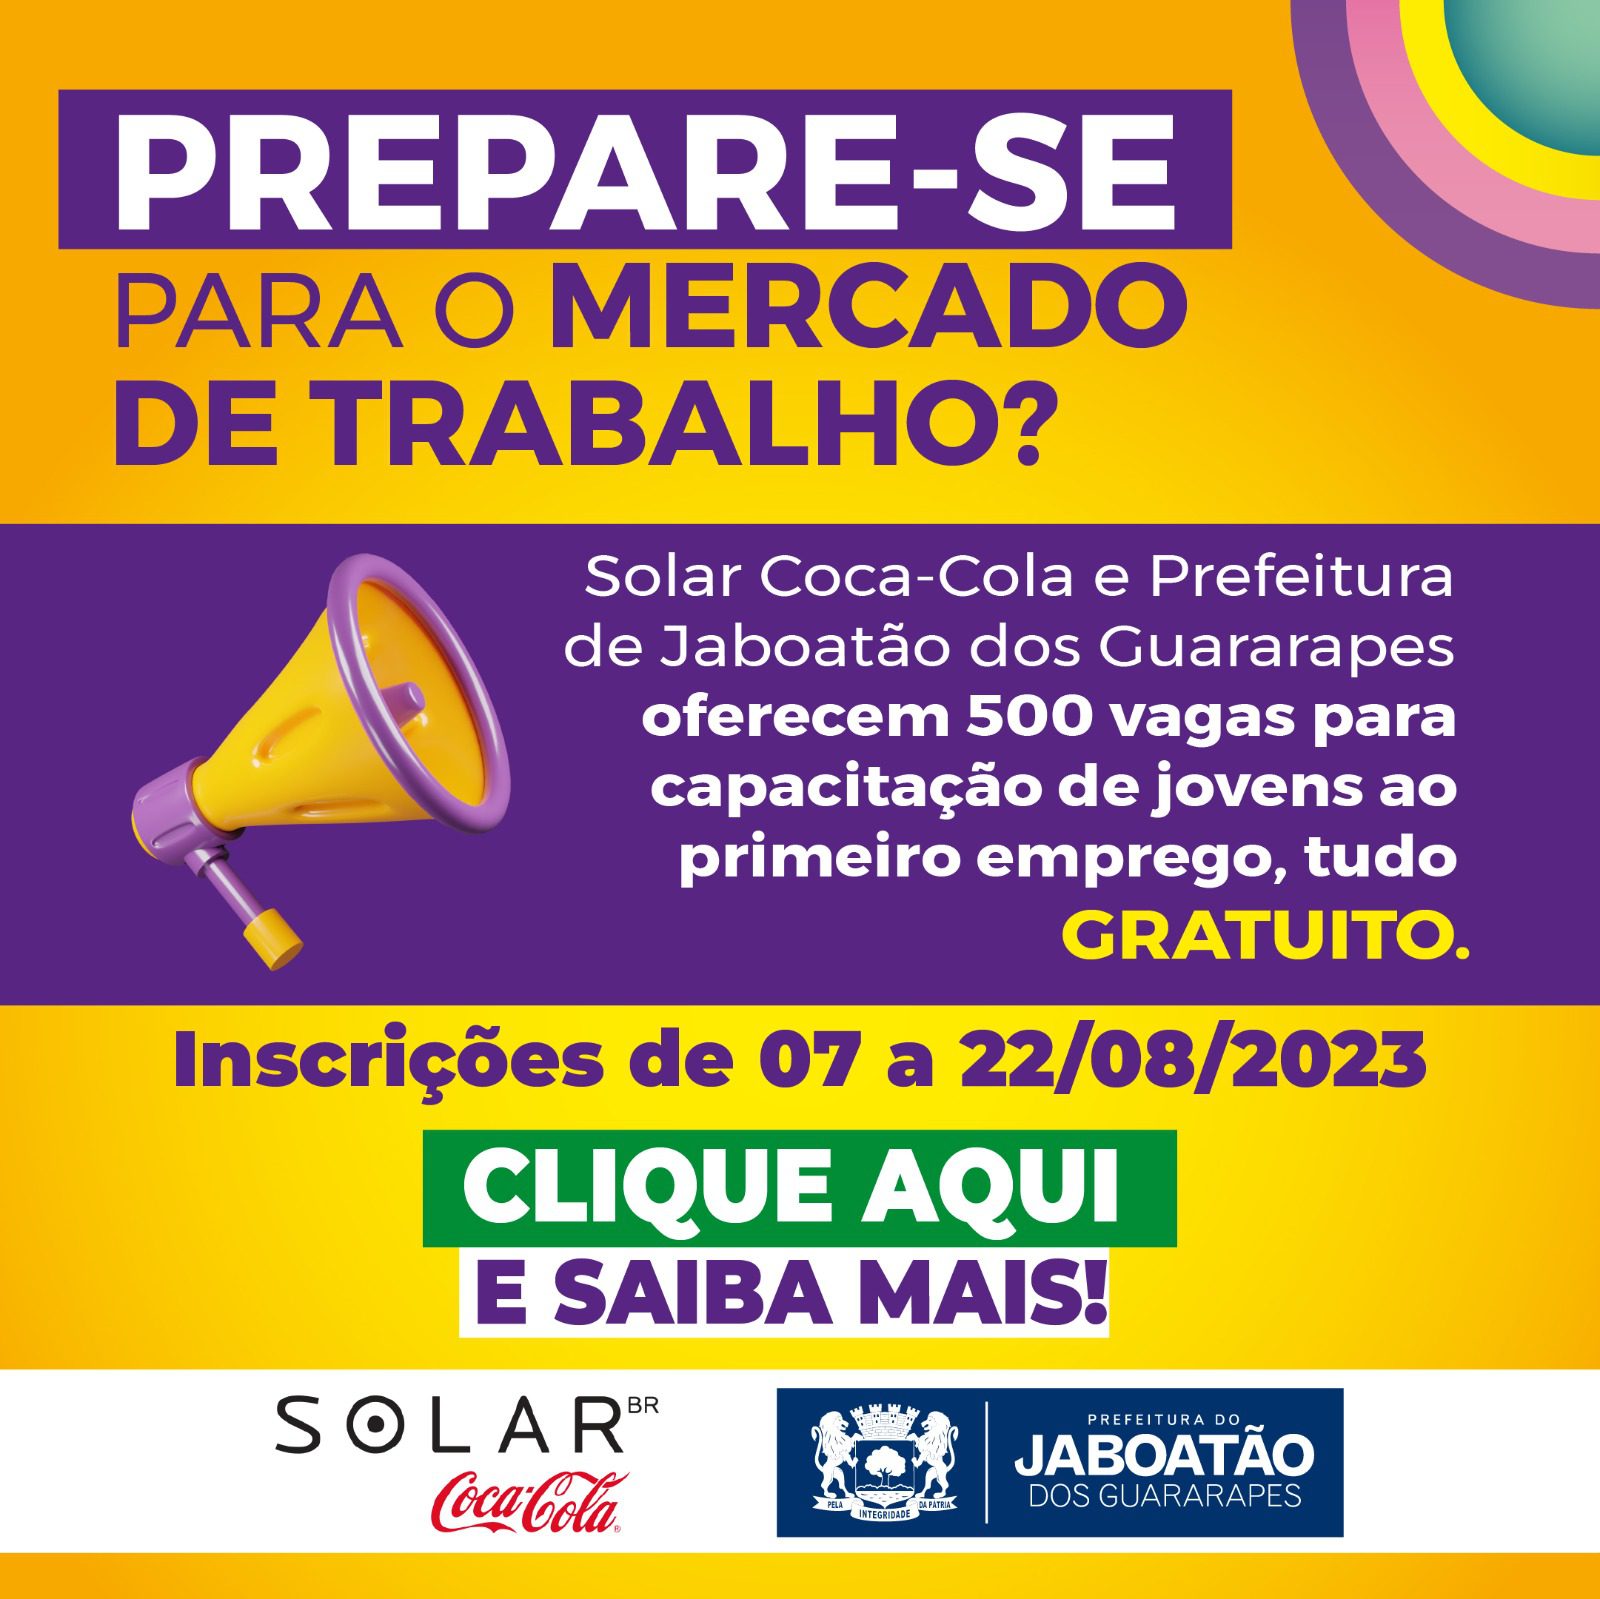 PREPARE-SE
PARA O MERCADO
DE TRABALHO?
Solar Coca-Cola e Prefeitura
de Jaboatão dos Guararapes
oferecem 500 vagas para
capacitação de jovens ao
primeiro emprego, tudo
GRATUITO.
Inscrições de 07 a 22/08/2023
CLIQUE AQUI
E SAIBA MAIS!
SOLAR BR
Coca-Cola
PELA INTEGRIDADE DA PATRIA
PREFEITURA DO
JABOATÃO
DOS GUARARAPES